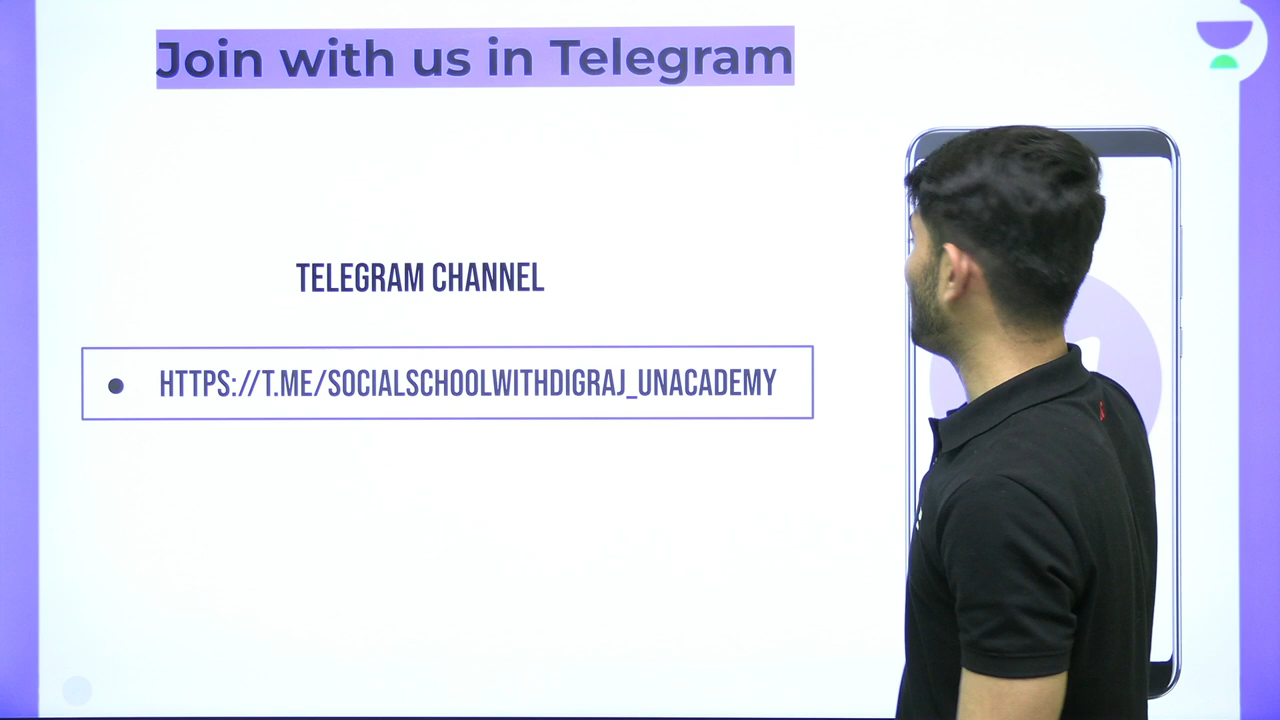 Join with us in Telegram
TELEGRAM CHANNEL
HTTPS://T.ME/SOCIALSCHOOLWITHDIGRAJ_UNACADEMY